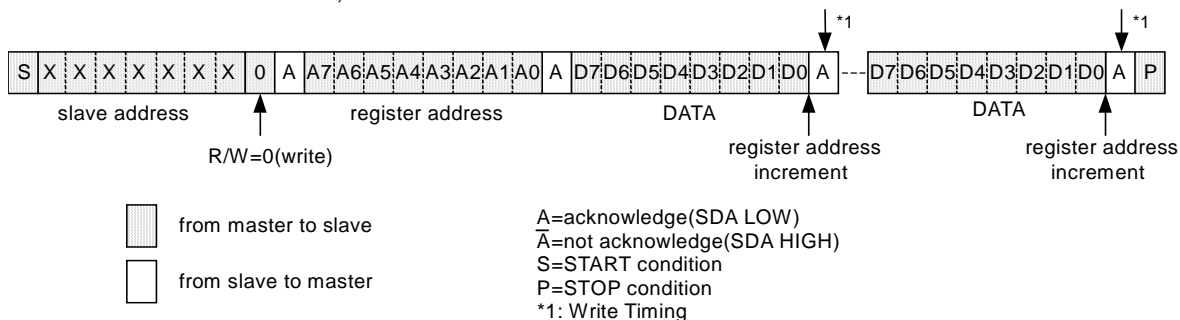 *1 *1
S X X X X X X X 0 A A7 A6 A5 A4 A3 A2 A1 A0 A D7 D6 D5 D4 D3 D2 D1 D0 A D7 D6 D5 D4 D3 D2 D1 D0 A P
slave address register address DATA DATA
R/W=0(write)
register address
increment
register address
increment
from master to slave
from slave to master
A=acknowledge(SDA LOW)
A̅=not acknowledge(SDA HIGH)
S=START condition
P=STOP condition
*1: Write Timing